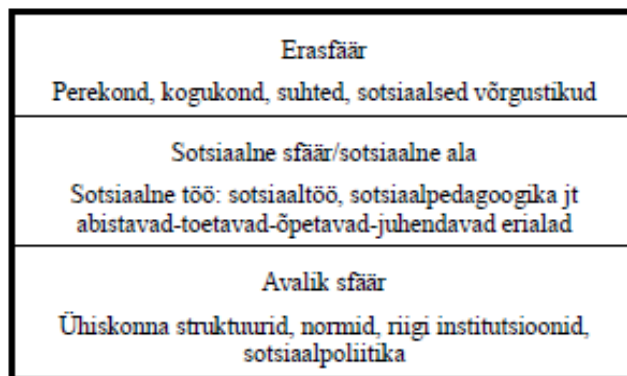 Erasfäär
Perekond, kogukond, suhted, sotsiaalsed võrgustikud
Sotsiaalne sfäär/sotsiaalne ala
Sotsiaalne töö: sotsiaaltöö, sotsiaalpedagoogika jt
abistavad-toetavad-õpetavad-juhendavad erialad
Avalik sfäär
Ühiskonna struktuurid, normid, riigi institutsioonid,
sotsiaalpoliitika